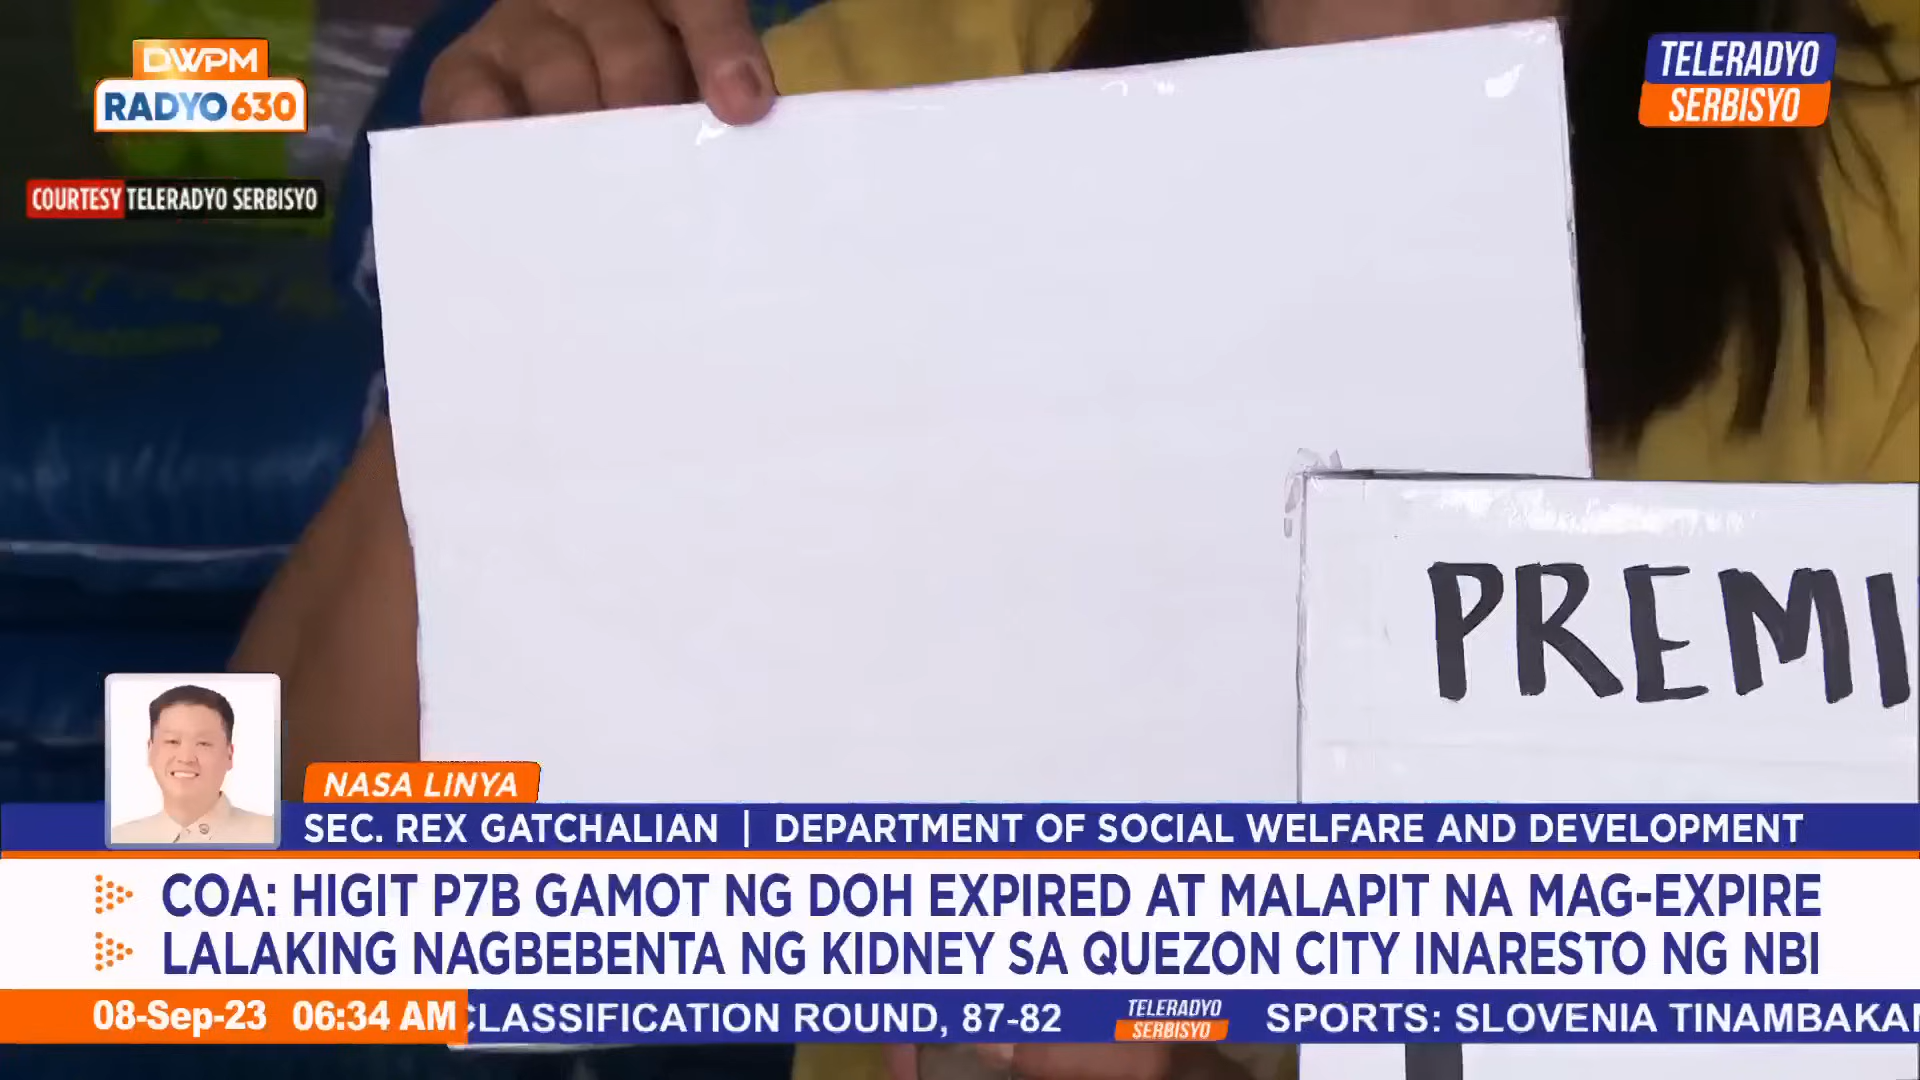 DWPM
RADYO 630
TELERADYO
SERBISYO
COURTESY TELERADYO SERBISYO
PREMI
NASA LINYA
SEC. REX GATCHALIAN | DEPARTMENT OF SOCIAL WELFARE AND DEVELOPMENT
COA: HIGIT P7B GAMOT NG DOH EXPIRED AT MALAPIT NA MAG-EXPIRE
LALAKING NAGBEBENTA NG KIDNEY SA QUEZON CITY INARESTO NG NBI
08-Sep-23 06:34 AM CLASSIFICATION ROUND, 87-82 TELERADYO SERBISYO SPORTS: SLOVENIA TINAMBAKAN